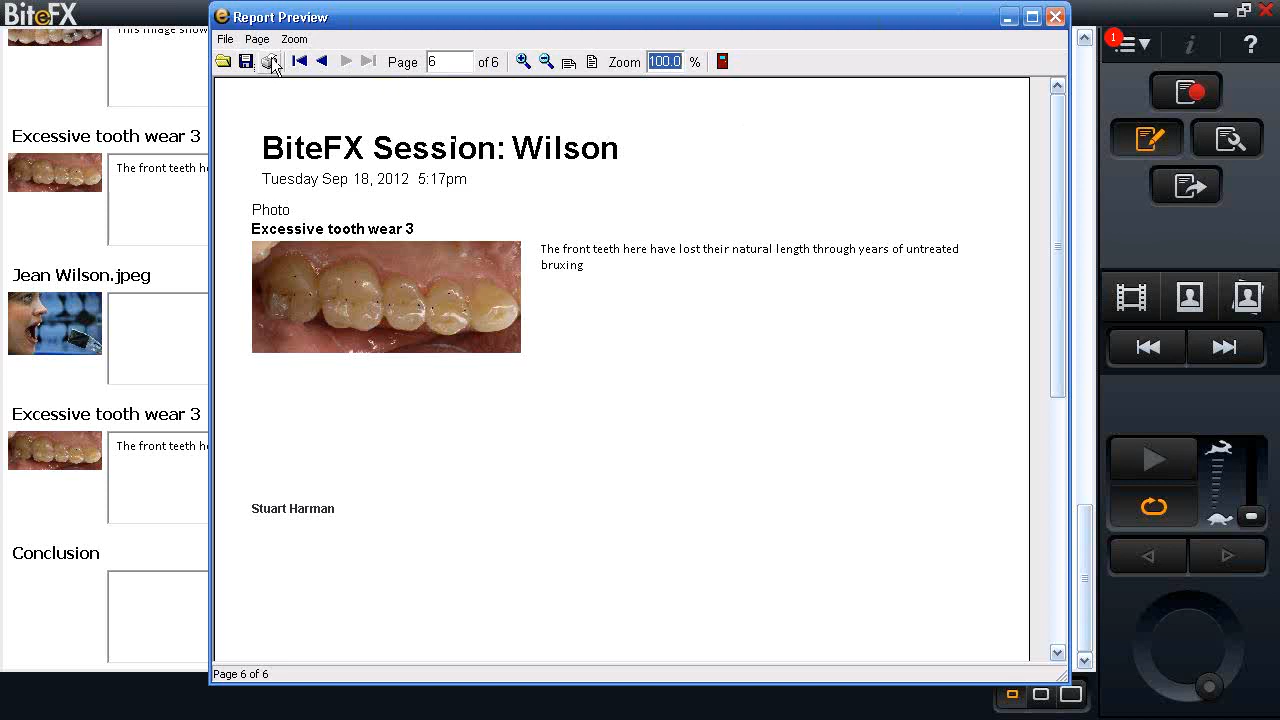 BiteFX
Report Preview
File Page Zoom
Page 6 of 6 Zoom 100.0 %
1
?
This image show
Excessive tooth wear 3
The front teeth he
Jean Wilson.jpeg
Excessive tooth wear 3
The front teeth he
Conclusion
BiteFX Session: Wilson
Tuesday Sep 18, 2012 5:17pm
Photo
Excessive tooth wear 3
The front teeth here have lost their natural length through years of untreated
bruxing
Stuart Harman
Page 6 of 6